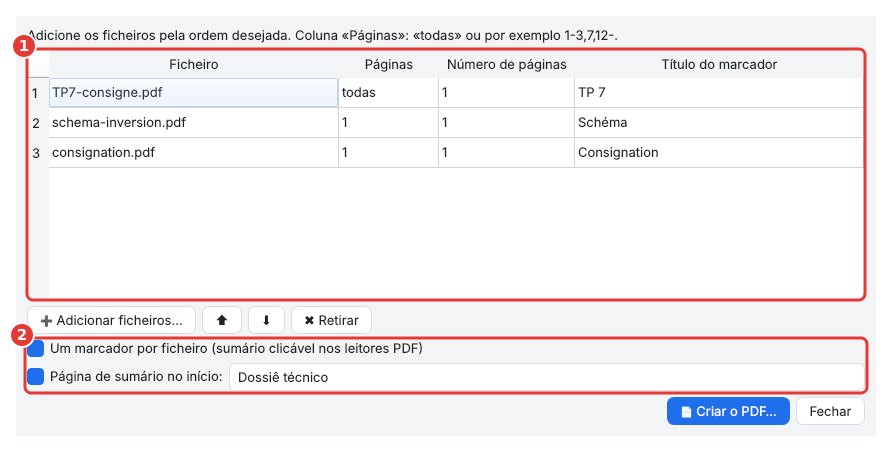 Adicione os ficheiros pela ordem desejada. Coluna «Páginas»: «todas» ou por exemplo 1-3,7,12-.
1
Ficheiro Páginas Número de páginas Título do marcador
1 TP7-consigne.pdf todas 1 TP 7
2 schema-inversion.pdf 1 1 Schéma
3 consignation.pdf 1 1 Consignation
Adicionar ficheiros... Retirar
2
Um marcador por ficheiro (sumário clicável nos leitores PDF)
Página de sumário no início: Dossiê técnico
Criar o PDF... Fechar